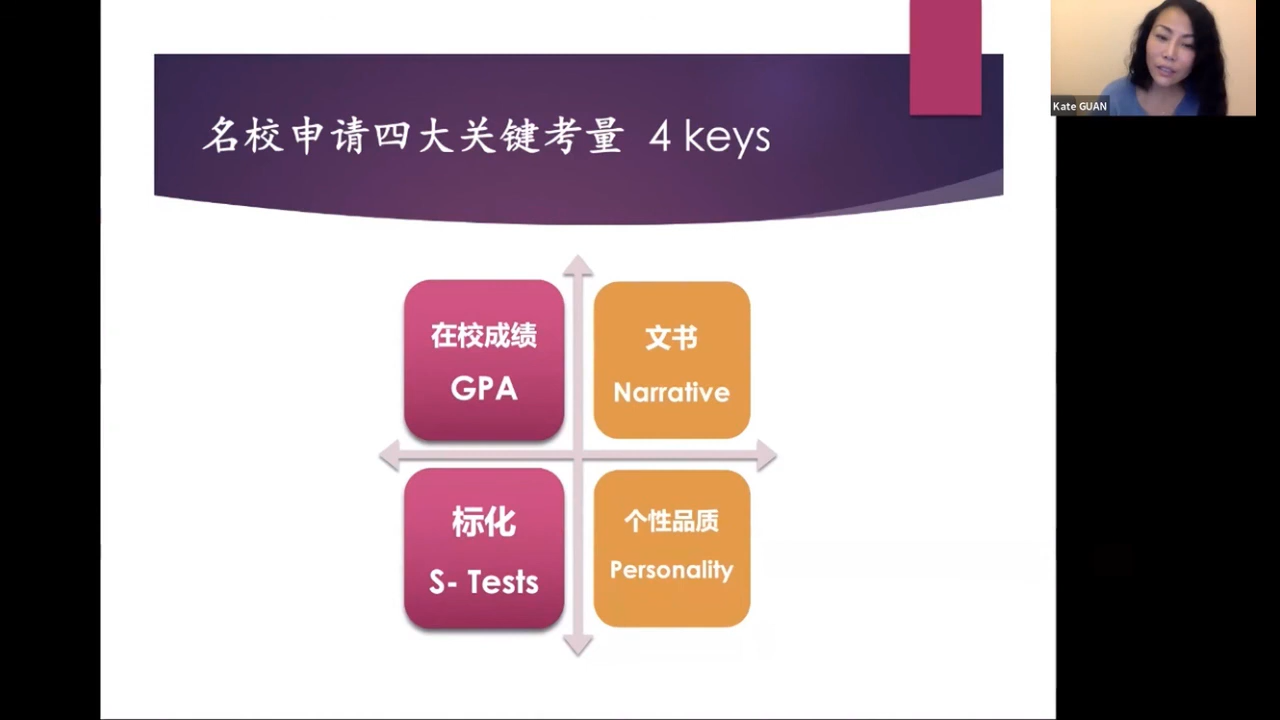 名校申请四大关键考量 4 keys
Kate GUAN
在校成绩
GPA
文书
Narrative
标化
S- Tests
个性品质
Personality